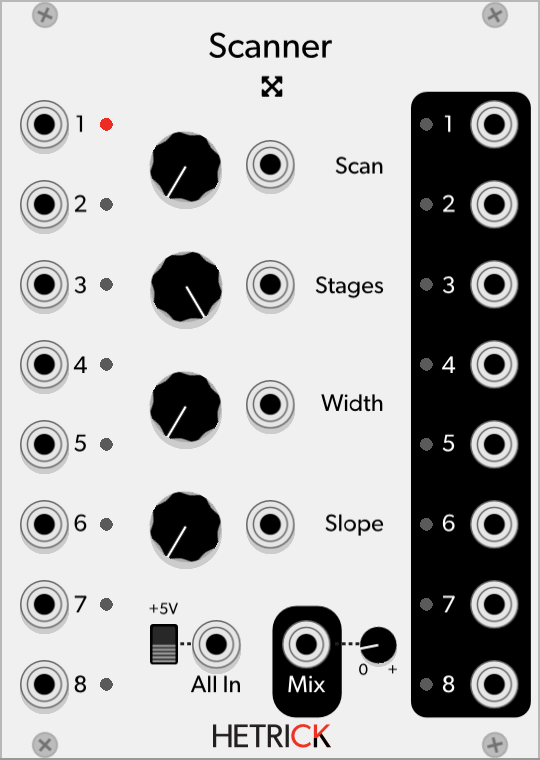 Scanner
1 1
Scan
2 2
3 Stages 3
4 4
Width
5 5
6 Slope 6
+5V
7 7
0 +
8 All In Mix 8
HETRICK